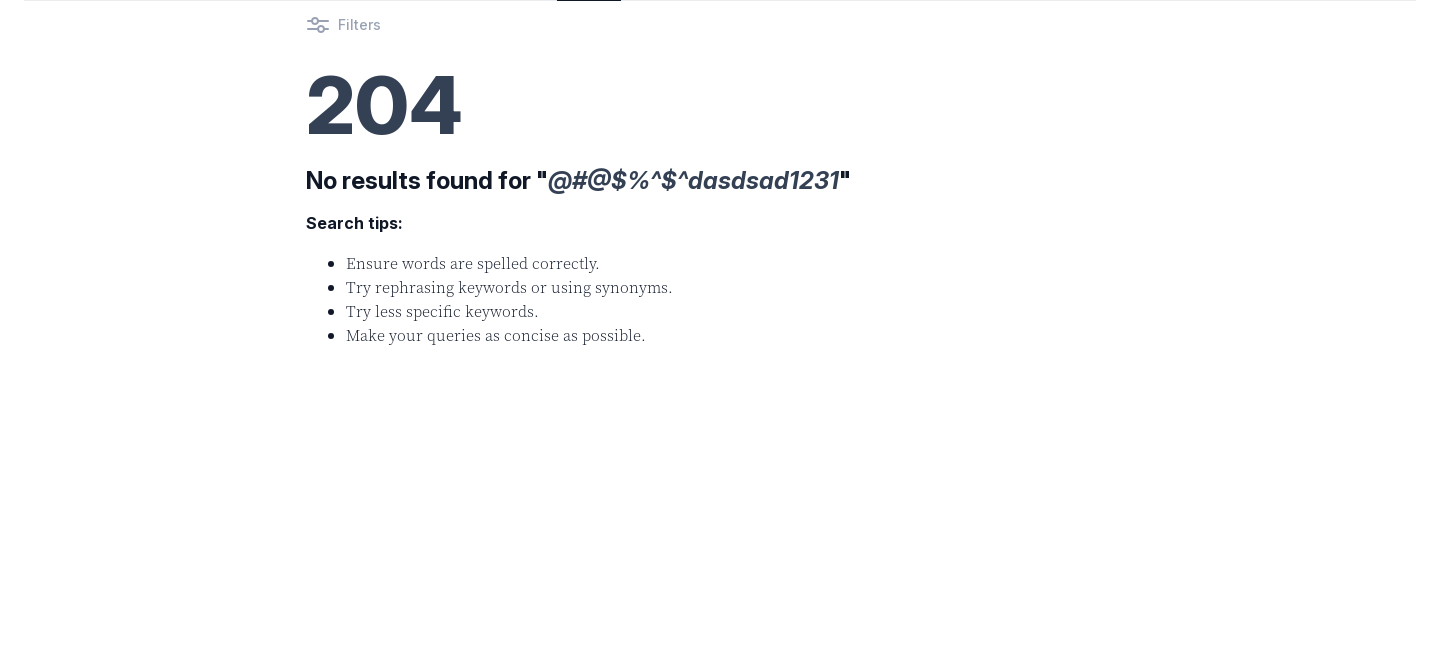 Filters
204
No results found for "@#@$%^$^dasdsad1231"
Search tips:
Ensure words are spelled correctly.
Try rephrasing keywords or using synonyms.
Try less specific keywords.
Make your queries as concise as possible.